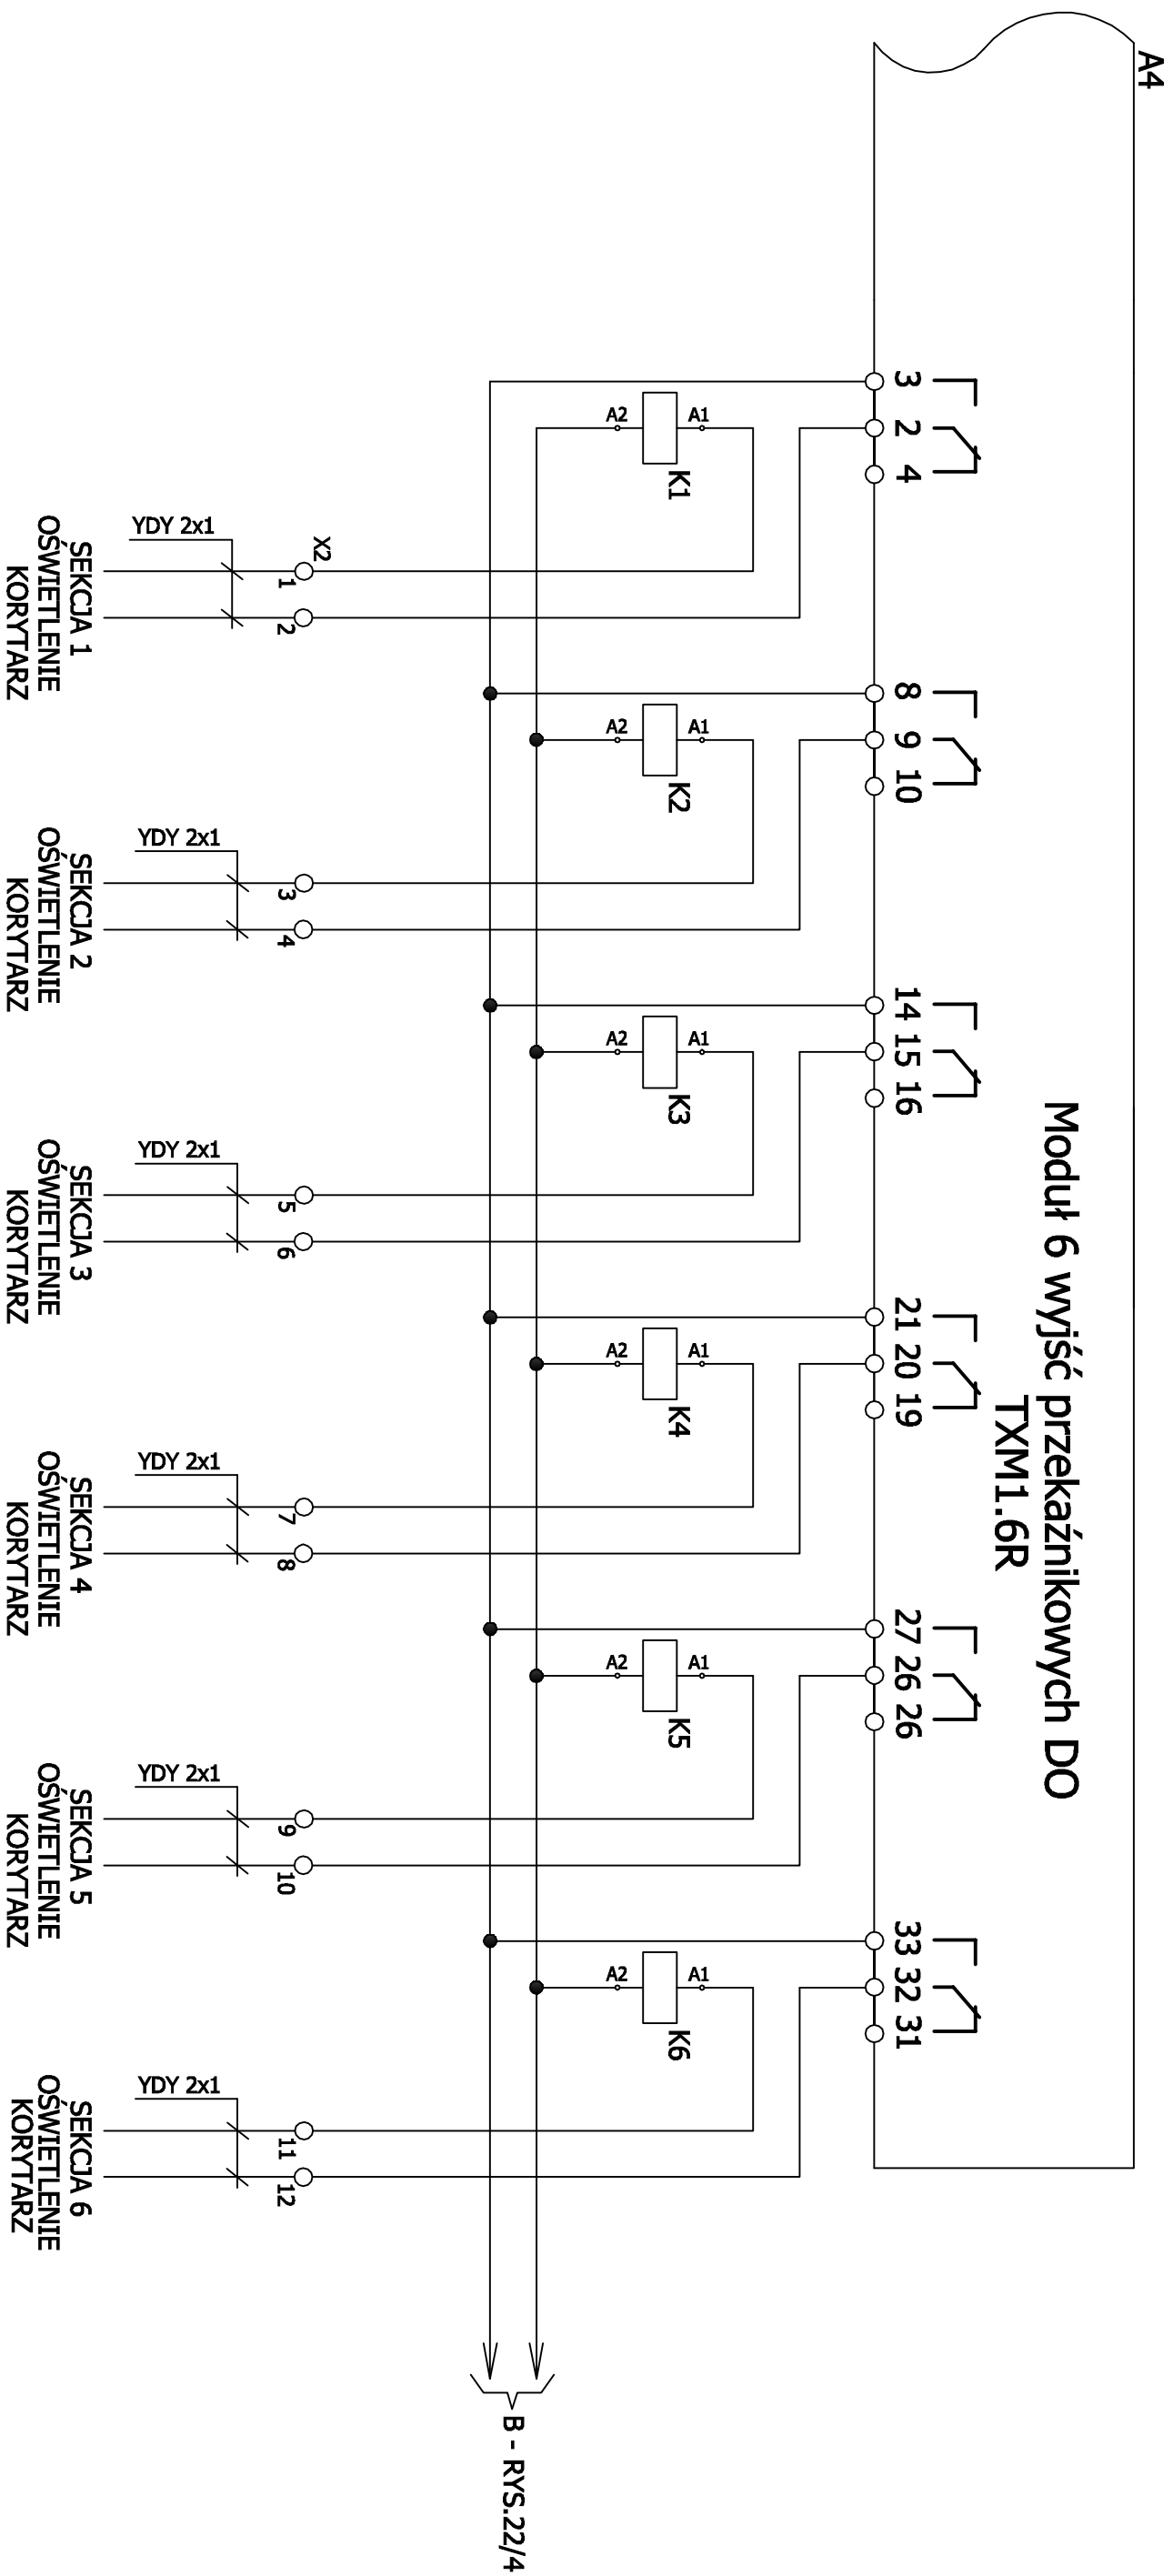 A4
Moduł 6 wyjść przekaźnikowych DO
TXM1.6R
3 2 4 8 9 10 14 15 16 21 20 19 27 26 26 33 32 31
A1 A1 A1 A1 A1 A1
K1 K2 K3 K4 K5 K6
A2 A2 A2 A2 A2 A2
B - RYS.22/4
X2
1 2 3 4 5 6 7 8 9 10 11 12
YDY 2x1 YDY 2x1 YDY 2x1 YDY 2x1 YDY 2x1 YDY 2x1
SEKCJA 1
OŚWIETLENIE
KORYTARZ
SEKCJA 2
OŚWIETLENIE
KORYTARZ
SEKCJA 3
OŚWIETLENIE
KORYTARZ
SEKCJA 4
OŚWIETLENIE
KORYTARZ
SEKCJA 5
OŚWIETLENIE
KORYTARZ
SEKCJA 6
OŚWIETLENIE
KORYTARZ